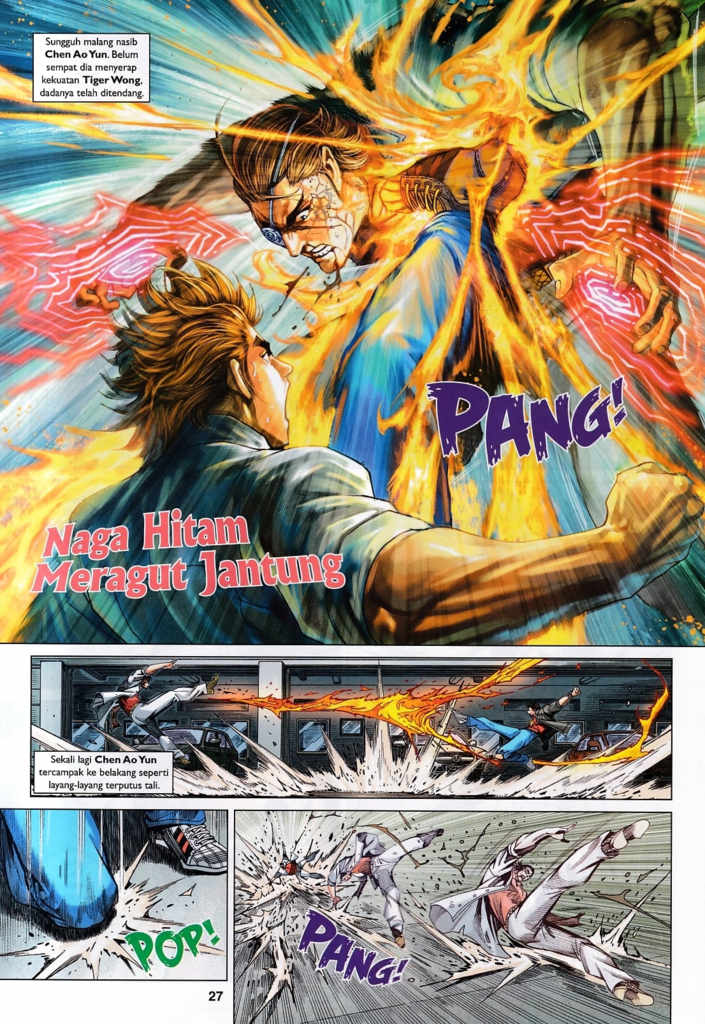 Sungguh malang nasib
Chen Ao Yun. Belum
sempat dia menyerap
kekuatan Tiger Wong,
dadanya telah ditendang.
PANG!
Naga Hitam
Meragut Jantung
Sekali lagi Chen Ao Yun
tercampak ke belakang seperti
layang-layang terputus tali.
POP!
PANG!
27